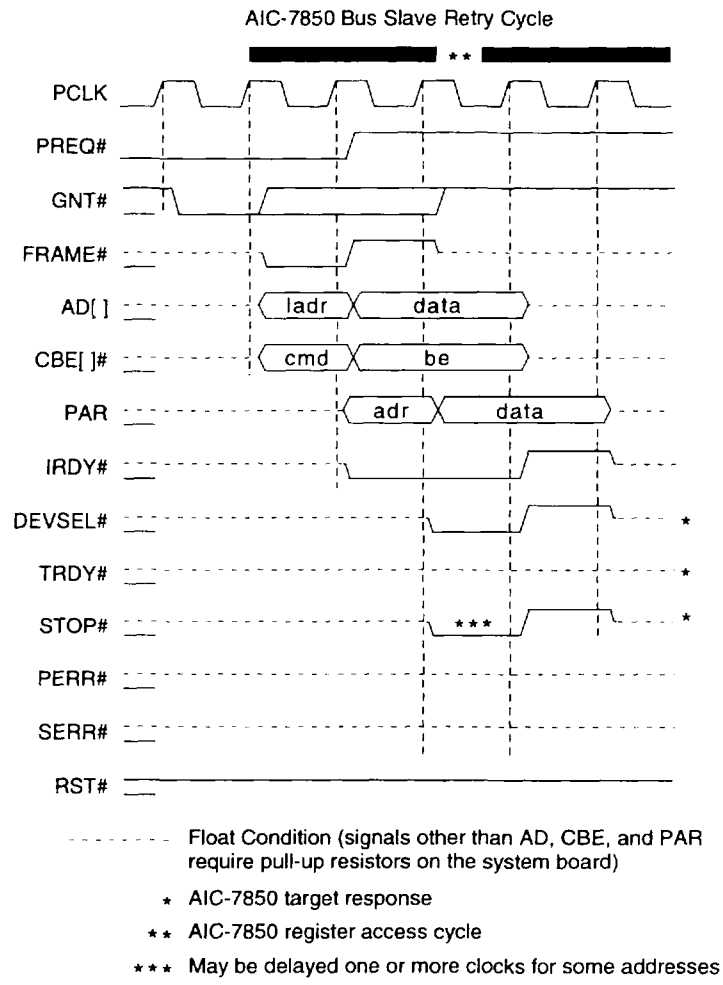 AIC-7850 Bus Slave Retry Cycle
**
PCLK
PREQ#
GNT#
FRAME#
AD[ ] ladr data
CBE[ ]# cmd be
PAR adr data
IRDY#
DEVSEL# *
TRDY# *
STOP# *** *
PERR#
SERR#
RST#
Float Condition (signals other than AD, CBE, and PAR
require pull-up resistors on the system board)
* AIC-7850 target response
** AIC-7850 register access cycle
*** May be delayed one or more clocks for some addresses